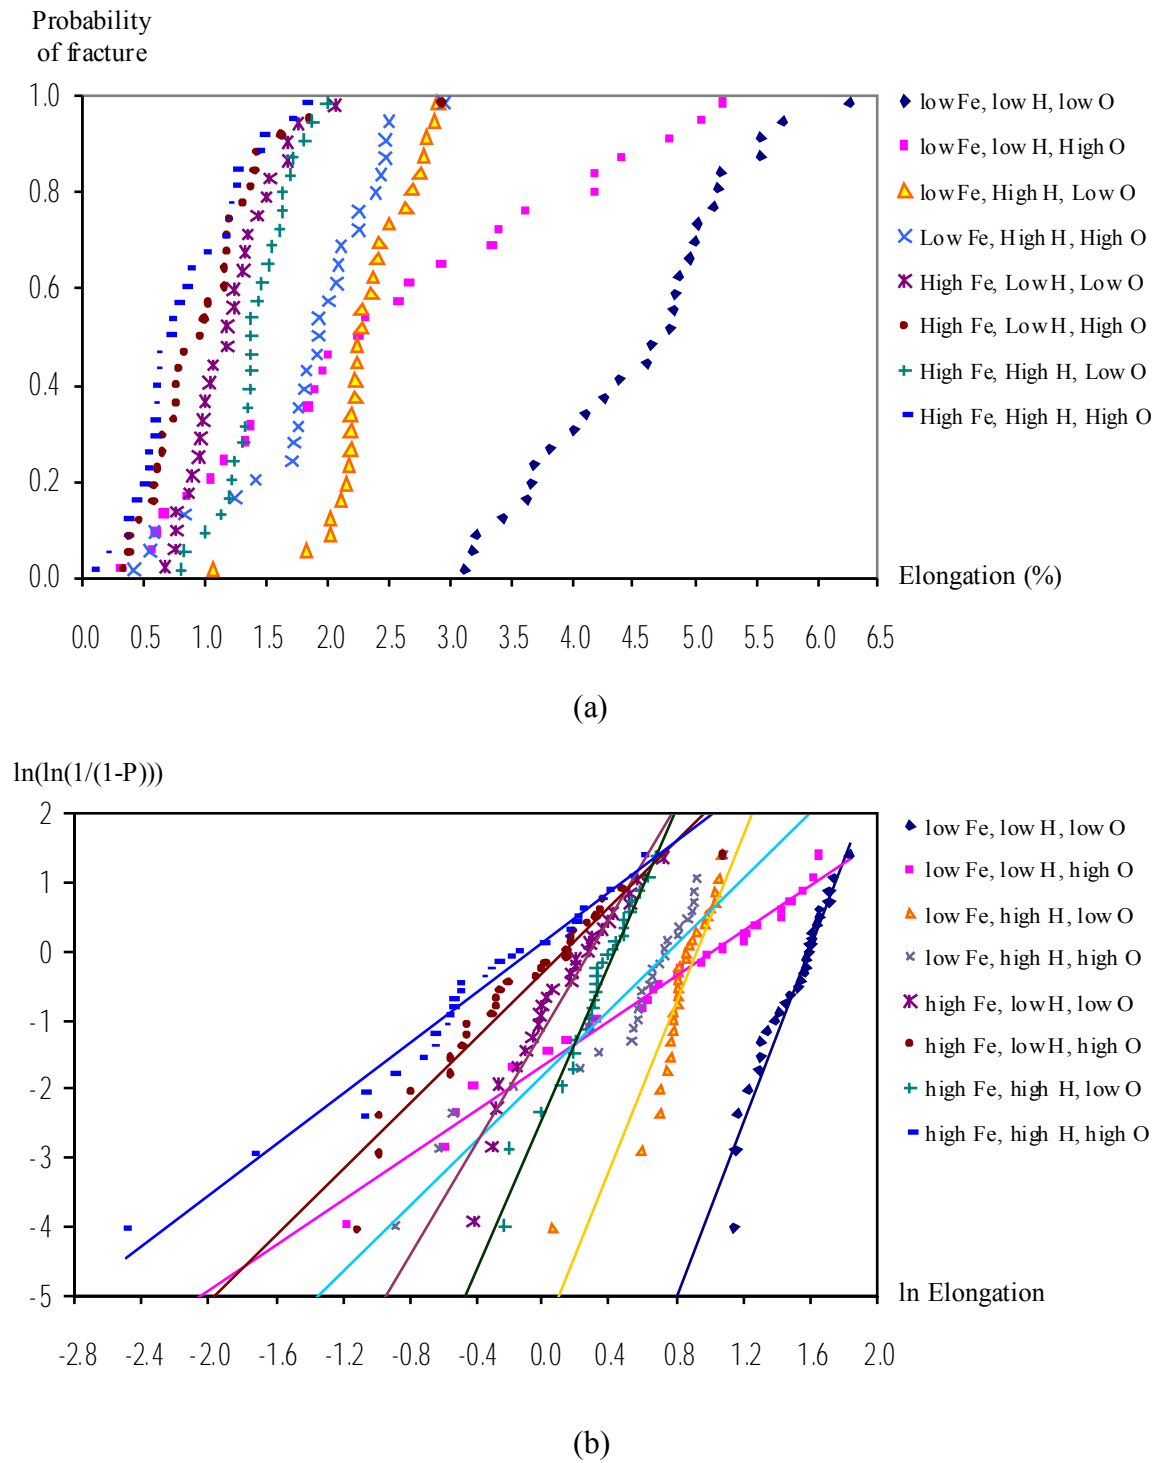 Probability
of fracture
1.0
0.8
0.6
0.4
0.2
0.0
0.0 0.5 1.0 1.5 2.0 2.5 3.0 3.5 4.0 4.5 5.0 5.5 6.0 6.5
Elongation (%)
low Fe, low H, low O
low Fe, low H, High O
low Fe, High H, Low O
Low Fe, High H, High O
High Fe, Low H, Low O
High Fe, Low H, High O
High Fe, High H, Low O
High Fe, High H, High O
(a)
ln(ln(1/(1-P)))
2
1
0
-1
-2
-3
-4
-5
-2.8 -2.4 -2.0 -1.6 -1.2 -0.8 -0.4 0.0 0.4 0.8 1.2 1.6 2.0
ln Elongation
low Fe, low H, low O
low Fe, low H, high O
low Fe, high H, low O
low Fe, high H, high O
high Fe, low H, low O
high Fe, low H, high O
high Fe, high H, low O
high Fe, high H, high O
(b)